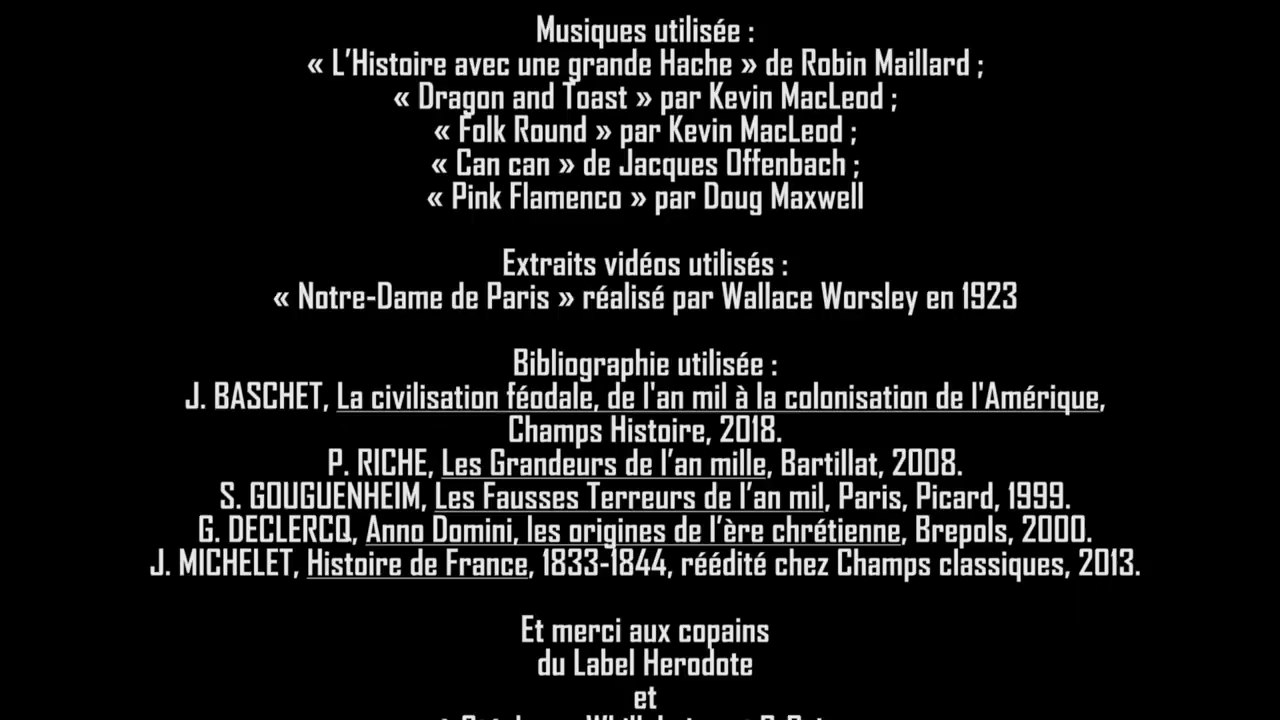 Musiques utilisée :
« L’Histoire avec une grande Hache » de Robin Maillard ;
« Dragon and Toast » par Kevin MacLeod ;
« Folk Round » par Kevin MacLeod ;
« Can can » de Jacques Offenbach ;
« Pink Flamenco » par Doug Maxwell
Extraits vidéos utilisés :
« Notre-Dame de Paris » réalisé par Wallace Worsley en 1923
Bibliographie utilisée :
J. BASCHET, La civilisation féodale, de l'an mil à la colonisation de l'Amérique,
Champs Histoire, 2018.
P. RICHE, Les Grandeurs de l’an mille, Bartillat, 2008.
S. GOUGUENHEIM, Les Fausses Terreurs de l’an mil, Paris, Picard, 1999.
G. DECLERCQ, Anno Domini, les origines de l’ère chrétienne, Brepols, 2000.
J. MICHELET, Histoire de France, 1833-1844, réédité chez Champs classiques, 2013.
Et merci aux copains
du Label Herodote
et